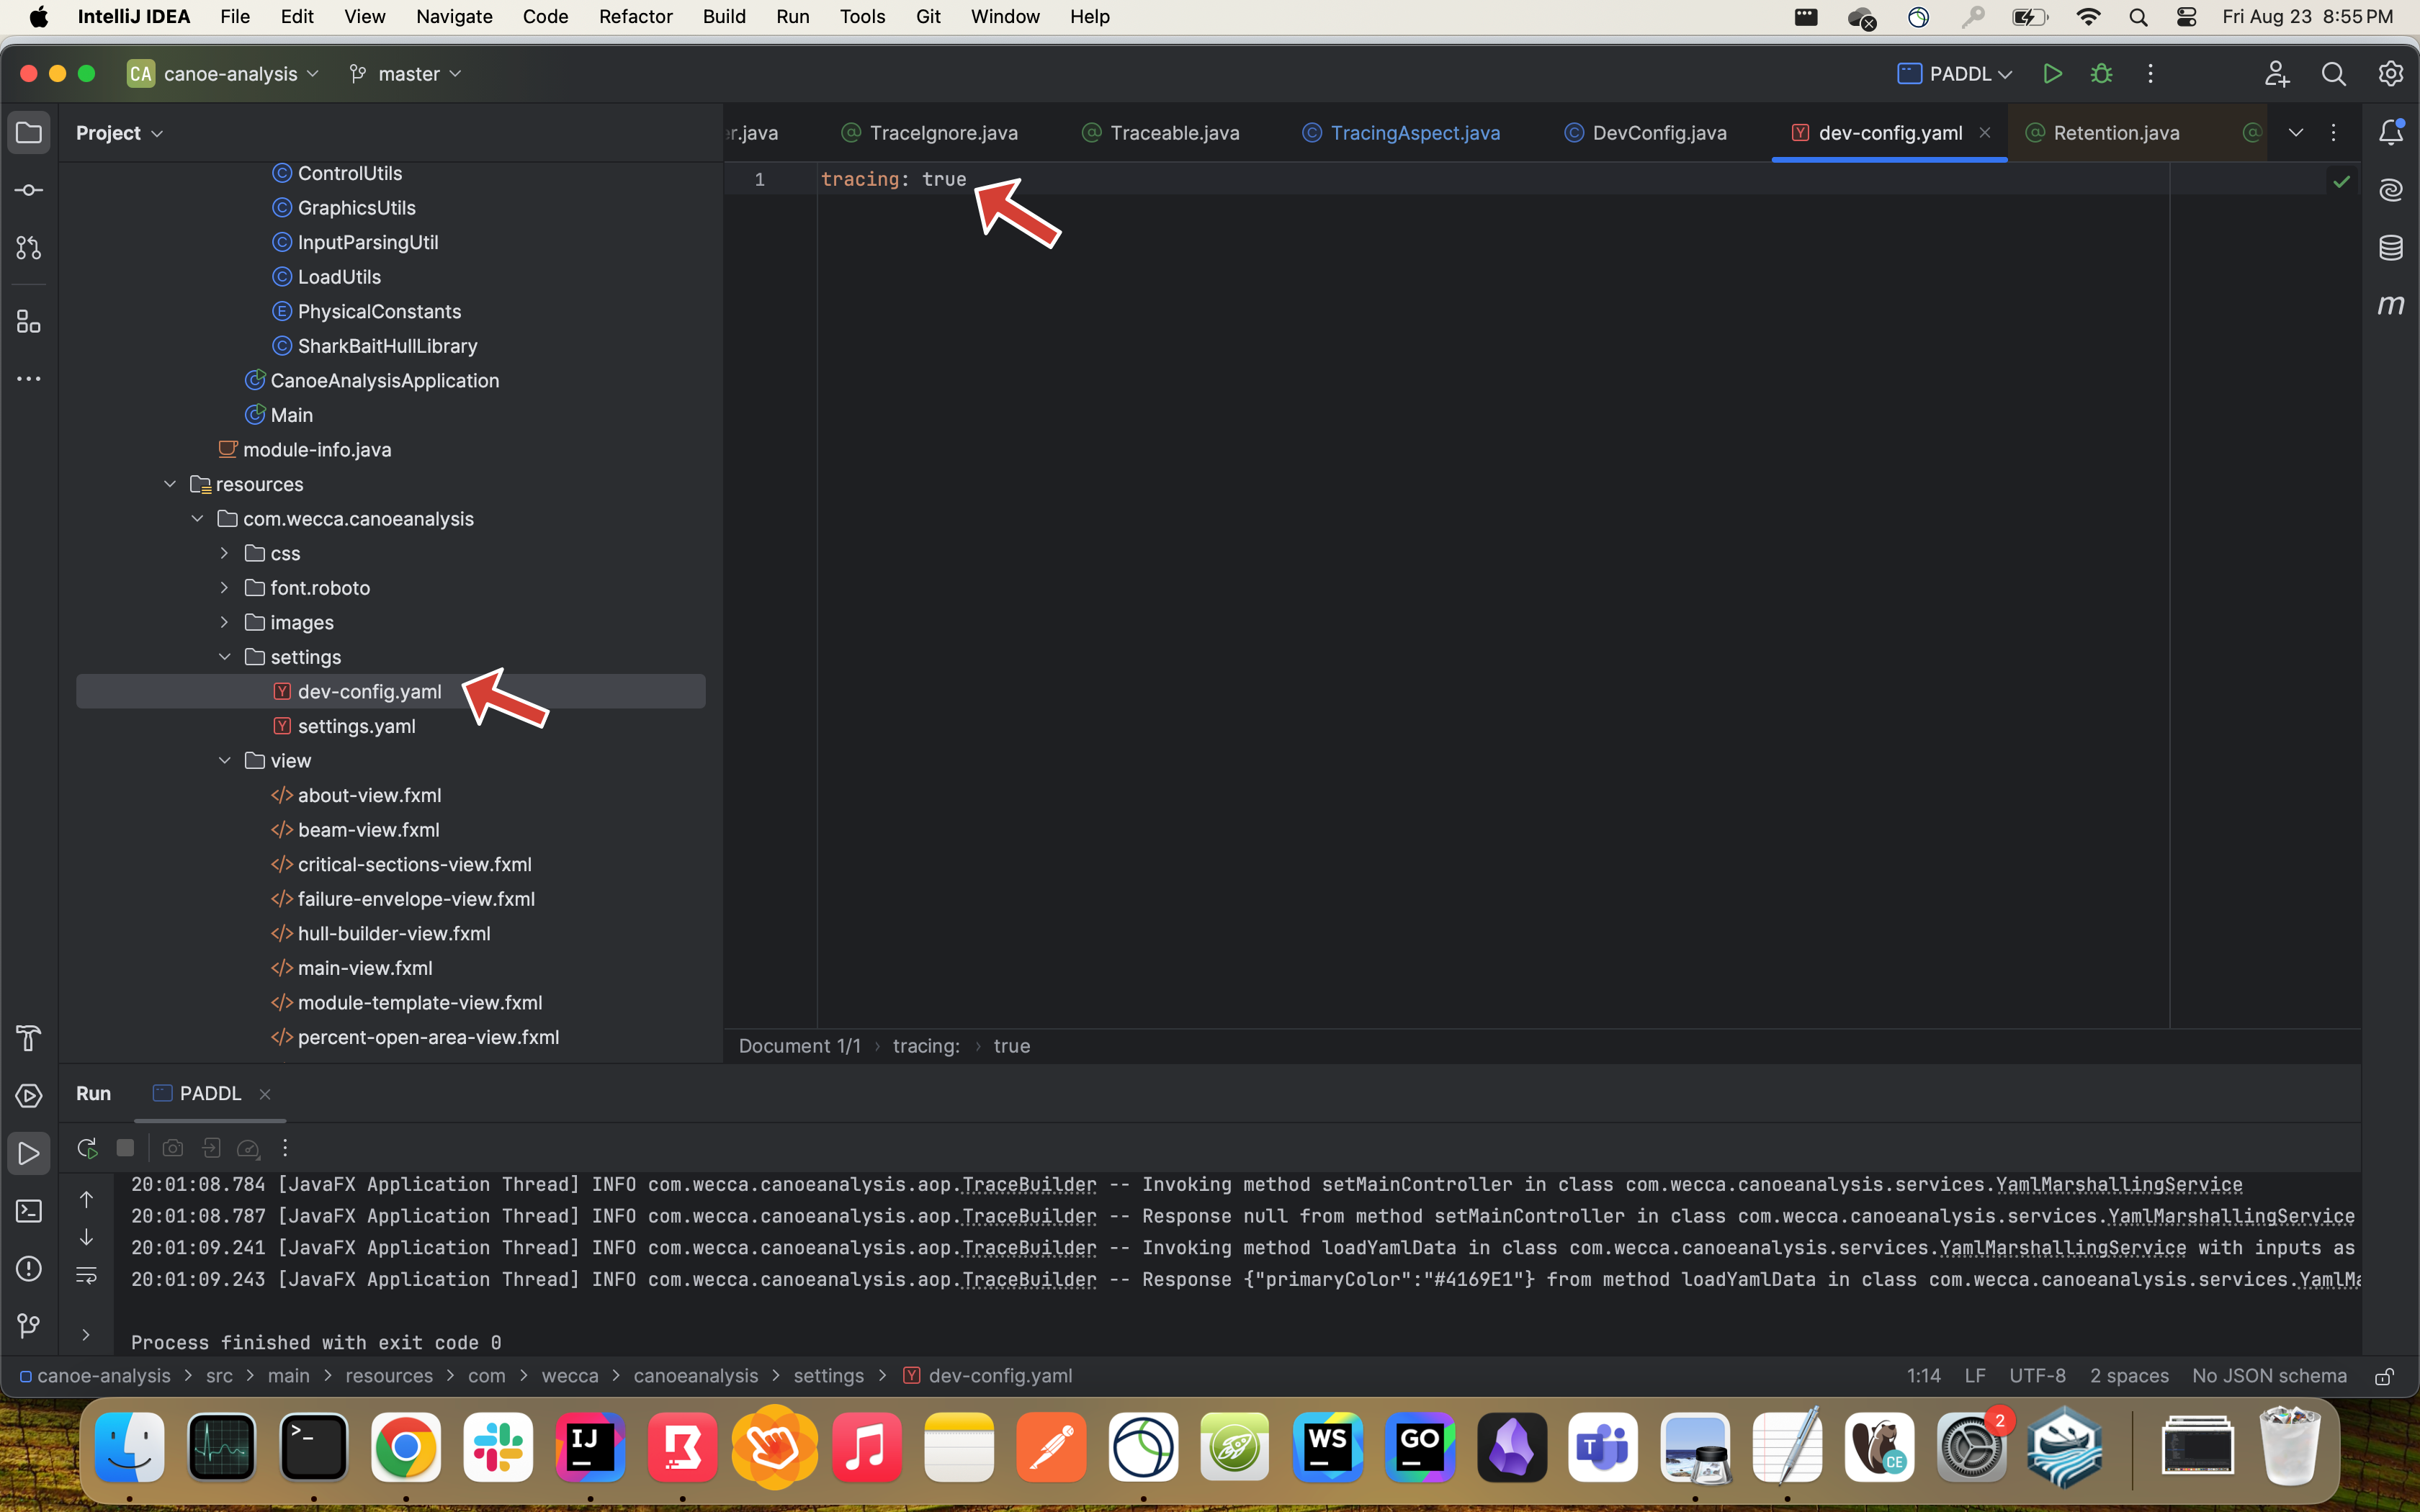 IntelliJ IDEA File Edit View Navigate Code Refactor Build Run Tools Git Window Help Fri Aug 23 8:55 PM
CA canoe-analysis master PADDL
Project
r.java TraceIgnore.java Traceable.java TracingAspect.java DevConfig.java dev-config.yaml Retention.java
ControlUtils
GraphicsUtils
InputParsingUtil
LoadUtils
PhysicalConstants
SharkBaitHullLibrary
CanoeAnalysisApplication
Main
module-info.java
resources
com.wecca.canoeanalysis
css
font.roboto
images
settings
dev-config.yaml
settings.yaml
view
about-view.fxml
beam-view.fxml
critical-sections-view.fxml
failure-envelope-view.fxml
hull-builder-view.fxml
main-view.fxml
module-template-view.fxml
percent-open-area-view.fxml
1 tracing: true
Document 1/1 › tracing: › true
Run PADDL
20:01:08.784 [JavaFX Application Thread] INFO com.wecca.canoeanalysis.aop.TraceBuilder -- Invoking method setMainController in class com.wecca.canoeanalysis.services.YamlMarshallingService
20:01:08.787 [JavaFX Application Thread] INFO com.wecca.canoeanalysis.aop.TraceBuilder -- Response null from method setMainController in class com.wecca.canoeanalysis.services.YamlMarshallingService
20:01:09.241 [JavaFX Application Thread] INFO com.wecca.canoeanalysis.aop.TraceBuilder -- Invoking method loadYamlData in class com.wecca.canoeanalysis.services.YamlMarshallingService with inputs as
20:01:09.243 [JavaFX Application Thread] INFO com.wecca.canoeanalysis.aop.TraceBuilder -- Response {"primaryColor":"#4169E1"} from method loadYamlData in class com.wecca.canoeanalysis.services.YamlMa
Process finished with exit code 0
canoe-analysis › src › main › resources › com › wecca › canoeanalysis › settings › dev-config.yaml 1:14 LF UTF-8 2 spaces No JSON schema
IJ WS GO T CE 2